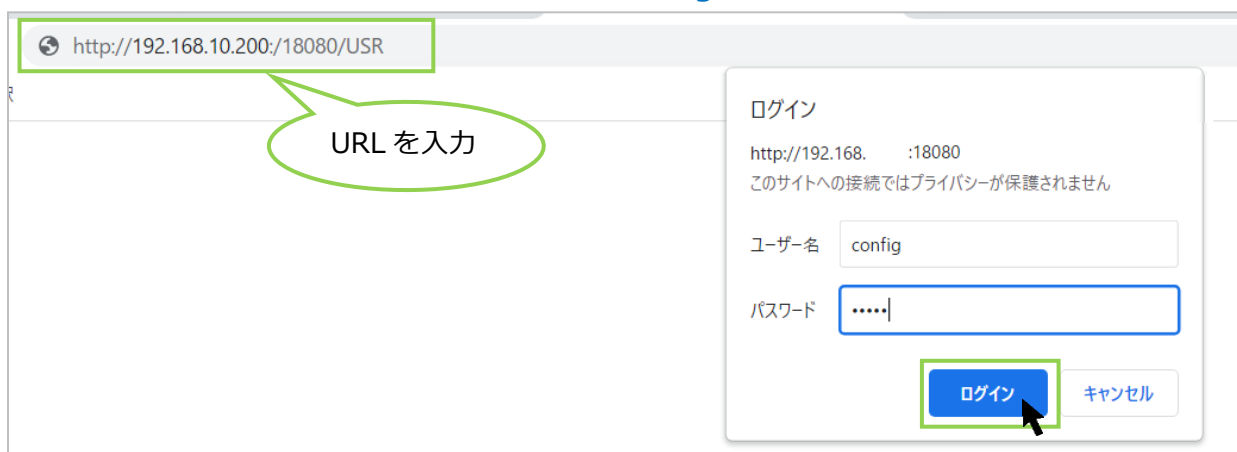 http://192.168.10.200:/18080/USR
URL を入力
ログイン
http://192.168. :18080
このサイトへの接続ではプライバシーが保護されません
ユーザー名 config
パスワード •••••
ログイン キャンセル